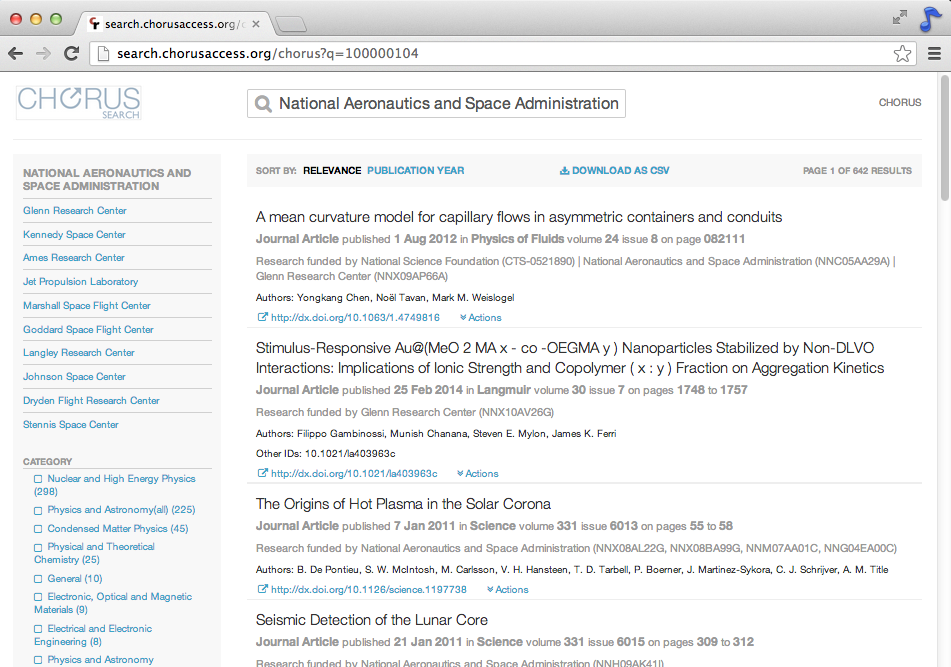 search.chorusaccess.org/c
search.chorusaccess.org/chorus?q=100000104
CHORUS
SEARCH
National Aeronautics and Space Administration
CHORUS
NATIONAL AERONAUTICS AND
SPACE ADMINISTRATION
Glenn Research Center
Kennedy Space Center
Ames Research Center
Jet Propulsion Laboratory
Marshall Space Flight Center
Goddard Space Flight Center
Langley Research Center
Johnson Space Center
Dryden Flight Research Center
Stennis Space Center
CATEGORY
Nuclear and High Energy Physics
(298)
Physics and Astronomy(all) (225)
Condensed Matter Physics (45)
Physical and Theoretical
Chemistry (25)
General (10)
Electronic, Optical and Magnetic
Materials (9)
Electrical and Electronic
Engineering (8)
Physics and Astronomy
SORT BY: RELEVANCE PUBLICATION YEAR DOWNLOAD AS CSV PAGE 1 OF 642 RESULTS
A mean curvature model for capillary flows in asymmetric containers and conduits
Journal Article published 1 Aug 2012 in Physics of Fluids volume 24 issue 8 on page 082111
Research funded by National Science Foundation (CTS-0521890) | National Aeronautics and Space Administration (NNC05AA29A) |
Glenn Research Center (NNX09AP66A)
Authors: Yongkang Chen, Noël Tavan, Mark M. Weislogel
http://dx.doi.org/10.1063/1.4749816 Actions
Stimulus-Responsive Au@(MeO 2 MA x - co -OEGMA y ) Nanoparticles Stabilized by Non-DLVO
Interactions: Implications of Ionic Strength and Copolymer ( x : y ) Fraction on Aggregation Kinetics
Journal Article published 25 Feb 2014 in Langmuir volume 30 issue 7 on pages 1748 to 1757
Research funded by Glenn Research Center (NNX10AV26G)
Authors: Filippo Gambinossi, Munish Chanana, Steven E. Mylon, James K. Ferri
Other IDs: 10.1021/la403963c
http://dx.doi.org/10.1021/la403963c Actions
The Origins of Hot Plasma in the Solar Corona
Journal Article published 7 Jan 2011 in Science volume 331 issue 6013 on pages 55 to 58
Research funded by National Aeronautics and Space Administration (NNX08AL22G, NNX08BA99G, NNM07AA01C, NNG04EA00C)
Authors: B. De Pontieu, S. W. McIntosh, M. Carlsson, V. H. Hansteen, T. D. Tarbell, P. Boerner, J. Martinez-Sykora, C. J. Schrijver, A. M. Title
http://dx.doi.org/10.1126/science.1197738 Actions
Seismic Detection of the Lunar Core
Journal Article published 21 Jan 2011 in Science volume 331 issue 6015 on pages 309 to 312
Research funded by National Aeronautics and Space Administration (NNH09AK41I)